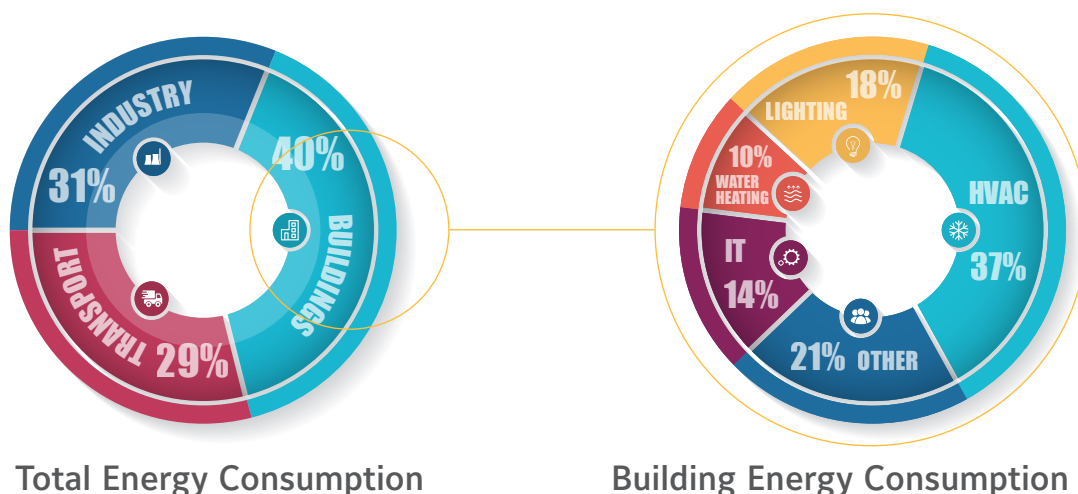 INDUSTRY
31%
40%
BUILDINGS
TRANSPORT
29%
Total Energy Consumption
18%
LIGHTING
10%
WATER
HEATING
HVAC
37%
IT
14%
21% OTHER
Building Energy Consumption